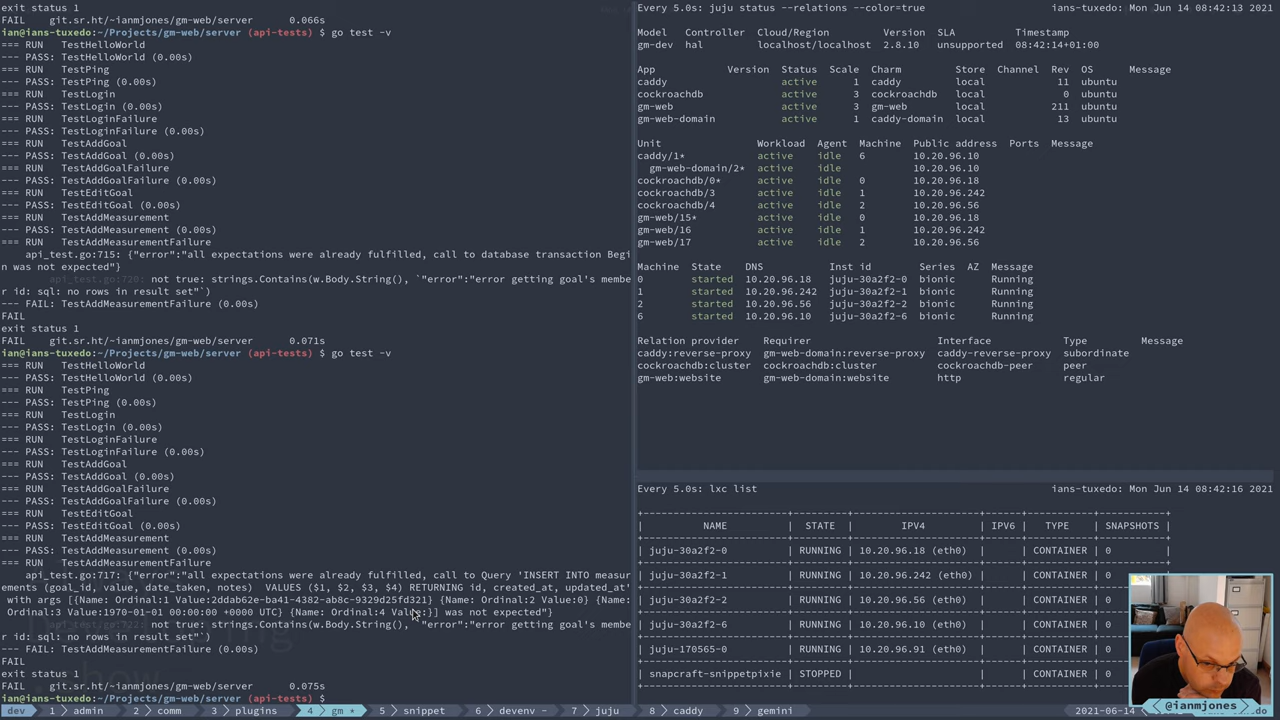 exit status 1
FAIL    git.sr.ht/~ianmjones/gm-web/server      0.066s
ian@ians-tuxedo:~/Projects/gm-web/server (api-tests) $ go test -v
=== RUN   TestHelloWorld
--- PASS: TestHelloWorld (0.00s)
=== RUN   TestPing
--- PASS: TestPing (0.00s)
=== RUN   TestLogin
--- PASS: TestLogin (0.00s)
=== RUN   TestLoginFailure
--- PASS: TestLoginFailure (0.00s)
=== RUN   TestAddGoal
--- PASS: TestAddGoal (0.00s)
=== RUN   TestAddGoalFailure
--- PASS: TestAddGoalFailure (0.00s)
=== RUN   TestEditGoal
--- PASS: TestEditGoal (0.00s)
=== RUN   TestAddMeasurement
--- PASS: TestAddMeasurement (0.00s)
=== RUN   TestAddMeasurementFailure
    api_test.go:715: {"error":"all expectations were already fulfilled, call to database transaction Begi
n was not expected"}
    api_test.go:720: not true: strings.Contains(w.Body.String(), `"error":"error getting goal's membe
r id: sql: no rows in result set"`)
--- FAIL: TestAddMeasurementFailure (0.00s)
FAIL
exit status 1
FAIL    git.sr.ht/~ianmjones/gm-web/server      0.071s
ian@ians-tuxedo:~/Projects/gm-web/server (api-tests) $ go test -v
=== RUN   TestHelloWorld
--- PASS: TestHelloWorld (0.00s)
=== RUN   TestPing
--- PASS: TestPing (0.00s)
=== RUN   TestLogin
--- PASS: TestLogin (0.00s)
=== RUN   TestLoginFailure
--- PASS: TestLoginFailure (0.00s)
=== RUN   TestAddGoal
--- PASS: TestAddGoal (0.00s)
=== RUN   TestAddGoalFailure
--- PASS: TestAddGoalFailure (0.00s)
=== RUN   TestEditGoal
--- PASS: TestEditGoal (0.00s)
=== RUN   TestAddMeasurement
--- PASS: TestAddMeasurement (0.00s)
=== RUN   TestAddMeasurementFailure
    api_test.go:717: {"error":"all expectations were already fulfilled, call to Query 'INSERT INTO measur
ements (goal_id, value, date_taken, notes)  VALUES ($1, $2, $3, $4) RETURNING id, created_at, updated_at'
 with args [{Name: Ordinal:1 Value:2ddab62e-ba41-4382-ab8c-9329d25fd321} {Name: Ordinal:2 Value:0} {Name:
 Ordinal:3 Value:1970-01-01 00:00:00 +0000 UTC} {Name: Ordinal:4 Value:}] was not expected"}
    api_test.go:722: not true: strings.Contains(w.Body.String(), `"error":"error getting goal's membe
r id: sql: no rows in result set"`)
--- FAIL: TestAddMeasurementFailure (0.00s)
FAIL
exit status 1
FAIL    git.sr.ht/~ianmjones/gm-web/server      0.075s
ian@ians-tuxedo:~/Projects/gm-web/server (api-tests) $
Every 5.0s: juju status --relations --color=true    ians-tuxedo: Mon Jun 14 08:42:13 2021
Model   Controller  Cloud/Region         Version  SLA          Timestamp
gm-dev  hal         localhost/localhost  2.8.10   unsupported  08:42:14+01:00
App            Version  Status  Scale  Charm         Store  Channel  Rev  OS      Message
caddy                   active      1  caddy         local            11  ubuntu
cockroachdb             active      3  cockroachdb   local             0  ubuntu
gm-web                  active      3  gm-web        local           211  ubuntu
gm-web-domain           active      1  caddy-domain  local            13  ubuntu
Unit                Workload  Agent  Machine  Public address  Ports  Message
caddy/1*            active    idle   6        10.20.96.10
  gm-web-domain/2*  active    idle            10.20.96.10
cockroachdb/0*      active    idle   0        10.20.96.18
cockroachdb/3       active    idle   1        10.20.96.242
cockroachdb/4       active    idle   2        10.20.96.56
gm-web/15*          active    idle   0        10.20.96.18
gm-web/16           active    idle   1        10.20.96.242
gm-web/17           active    idle   2        10.20.96.56
Machine  State    DNS           Inst id        Series  AZ  Message
0        started  10.20.96.18   juju-30a2f2-0  bionic      Running
1        started  10.20.96.242  juju-30a2f2-1  bionic      Running
2        started  10.20.96.56   juju-30a2f2-2  bionic      Running
6        started  10.20.96.10   juju-30a2f2-6  bionic      Running
Relation provider    Requirer                     Interface            Type         Message
caddy:reverse-proxy  gm-web-domain:reverse-proxy  caddy-reverse-proxy  subordinate
cockroachdb:cluster  cockroachdb:cluster          cockroachdb-peer     peer
gm-web:website       gm-web-domain:website        http                 regular
Every 5.0s: lxc list    ians-tuxedo: Mon Jun 14 08:42:16 2021
| NAME | STATE | IPV4 | IPV6 | TYPE | SNAPSHOTS |
| juju-30a2f2-0 | RUNNING | 10.20.96.18 (eth0) | | CONTAINER | 0 |
| juju-30a2f2-1 | RUNNING | 10.20.96.242 (eth0) | | CONTAINER | 0
| juju-30a2f2-2 | RUNNING | 10.20.96.56 (eth0) | | CONTAINER | 0
| juju-30a2f2-6 | RUNNING | 10.20.96.10 (eth0) | | CONTAINER | 0
| juju-170565-0 | RUNNING | 10.20.96.91 (eth0) | | CONTAINER | 0
| snapcraft-snippetpixie | STOPPED | | | CONTAINER | 0
dev  1 admin  2 comm  3 plugins  4 gm *  5 snippet  6 devenv -  7 juju  8 caddy  9 gemini  2021-06-14
@ianmjones